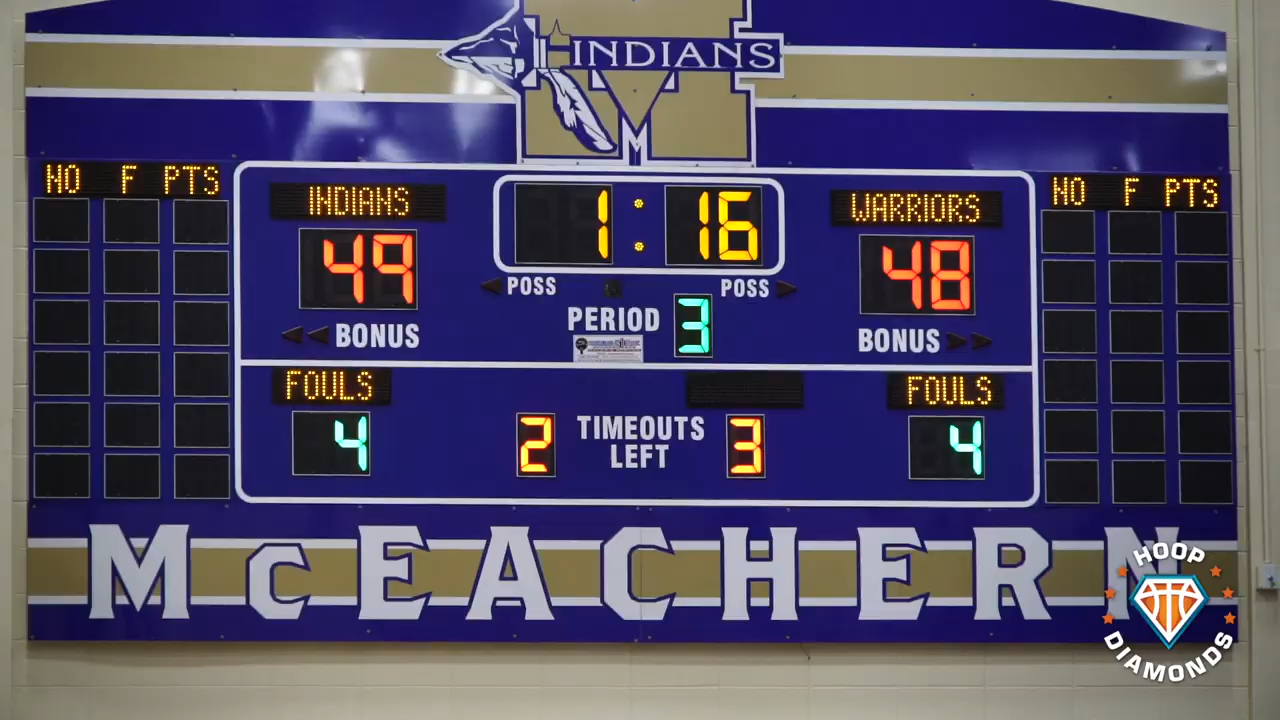 INDIANS
M
NO F PTS
INDIANS
1:16
WARRIORS
NO F PTS
49
48
POSS
POSS
PERIOD 3
BONUS
BONUS
FOULS
FOULS
4
2
TIMEOUTS
LEFT
3
4
McEACHERN
HOOP
DIAMONDS